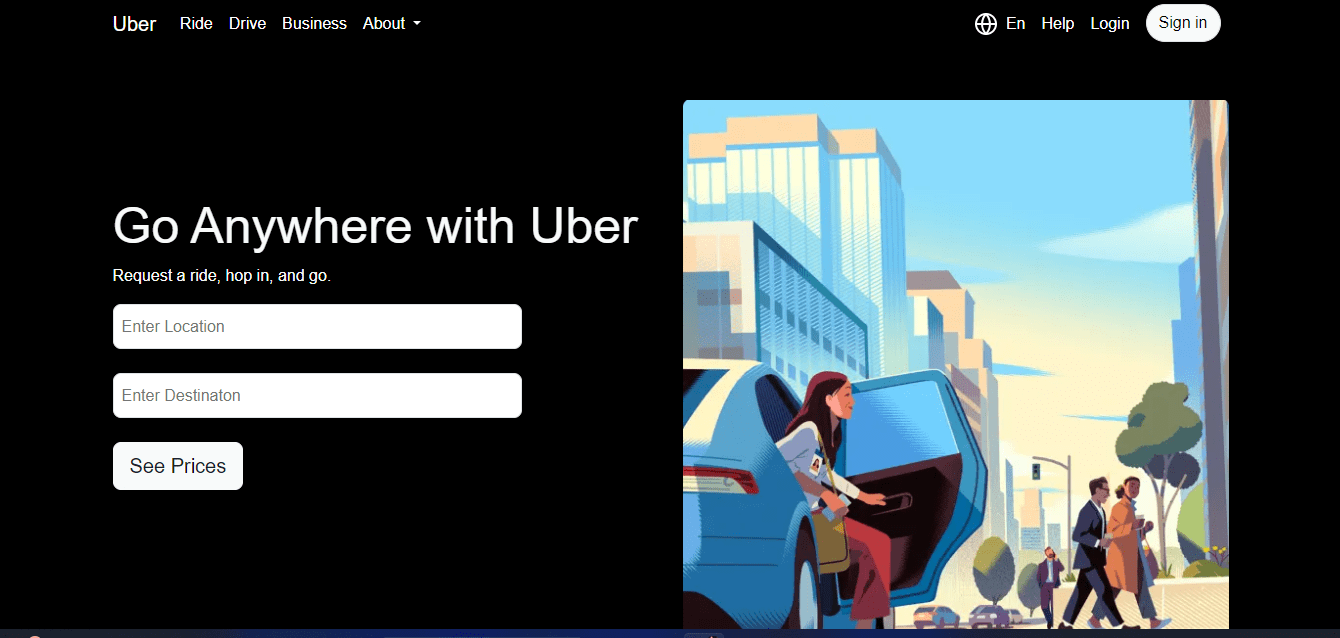 Uber Ride Drive Business About En Help Login Sign in
Go Anywhere with Uber
Request a ride, hop in, and go.
Enter Location
Enter Destinaton
See Prices